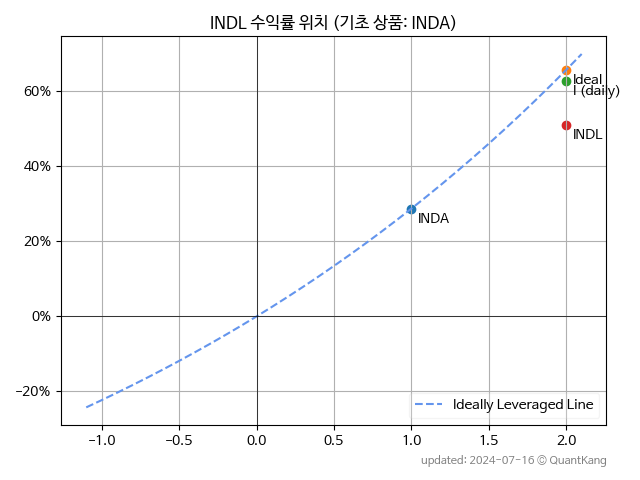 INDL 수익률 위치 (기초 상품: INDA)
60%
40%
20%
0%
−20%
Ideal
l (daily)
INDL
INDA
Ideally Leveraged Line
−1.0 −0.5 0.0 0.5 1.0 1.5 2.0
updated: 2024-07-16 © QuantKang